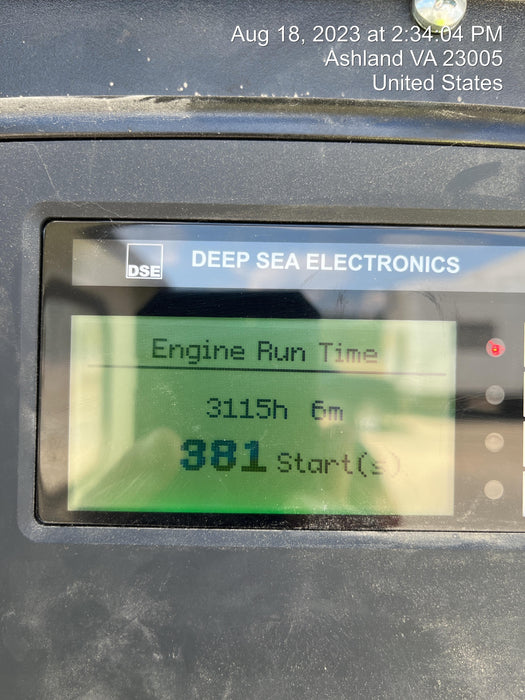 Aug 18, 2023 at 2:34:04 PM
Ashland VA 23005
United States
DSE
DEEP SEA ELECTRONICS
Engine Run Time
3115h 6m
381 Start(s)